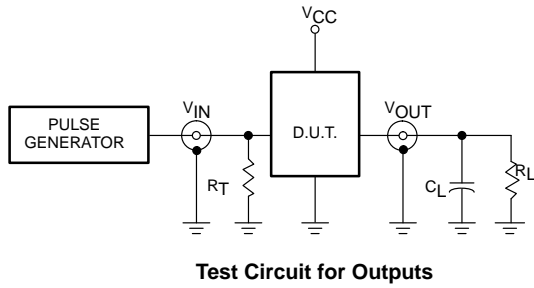 VCC
PULSE
GENERATOR
VIN
D.U.T.
VOUT
RT
CL
RL
Test Circuit for Outputs